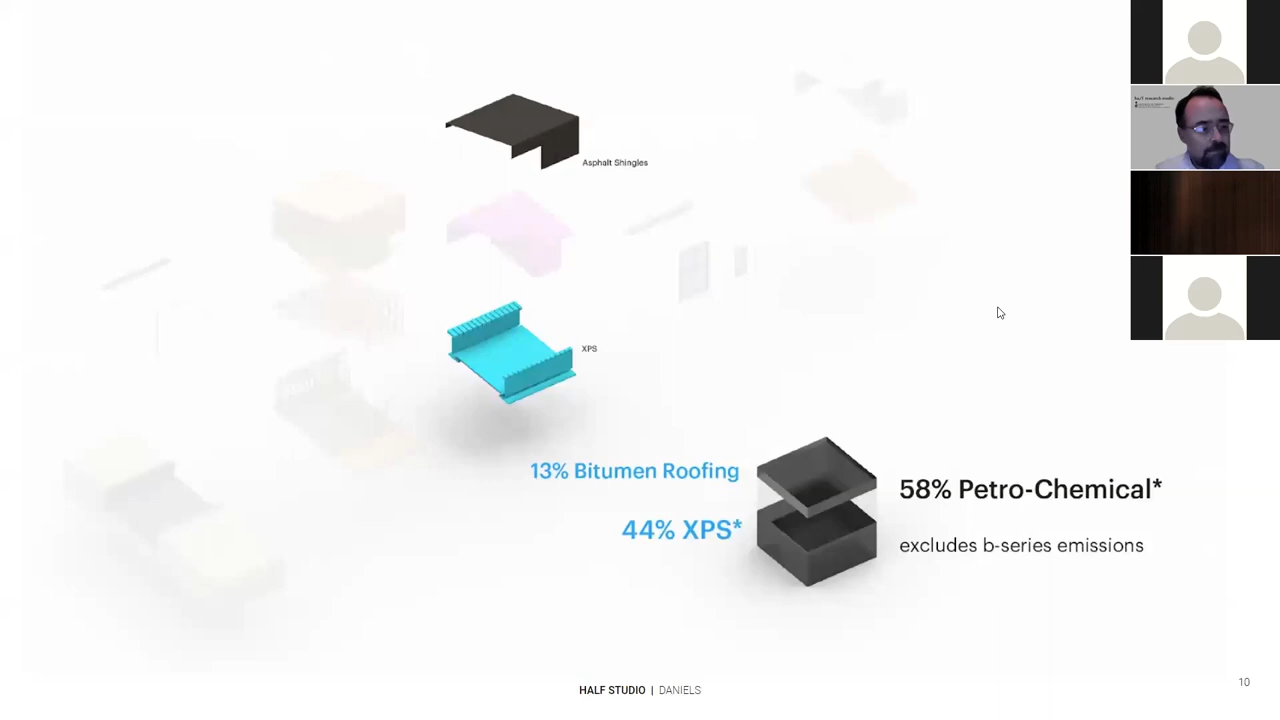 Asphalt Shingles
XPS
13% Bitumen Roofing
44% XPS*
58% Petro-Chemical*
excludes b-series emissions
HALF STUDIO | DANIELS
10